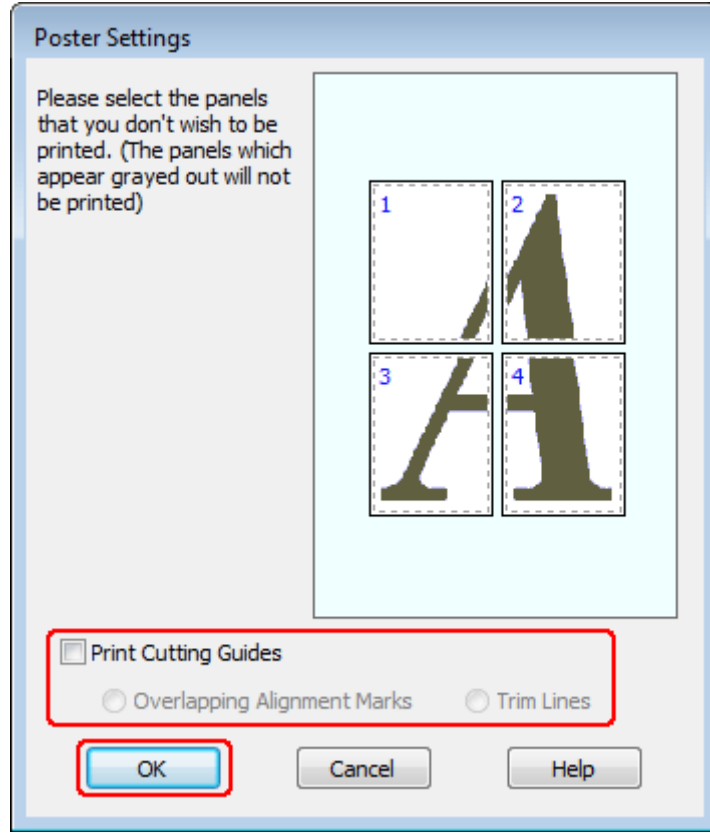 Poster Settings
Please select the panels
that you don't wish to be
printed. (The panels which
appear grayed out will not
be printed)
1
2
3
4
A
Print Cutting Guides
Overlapping Alignment Marks
Trim Lines
OK
Cancel
Help